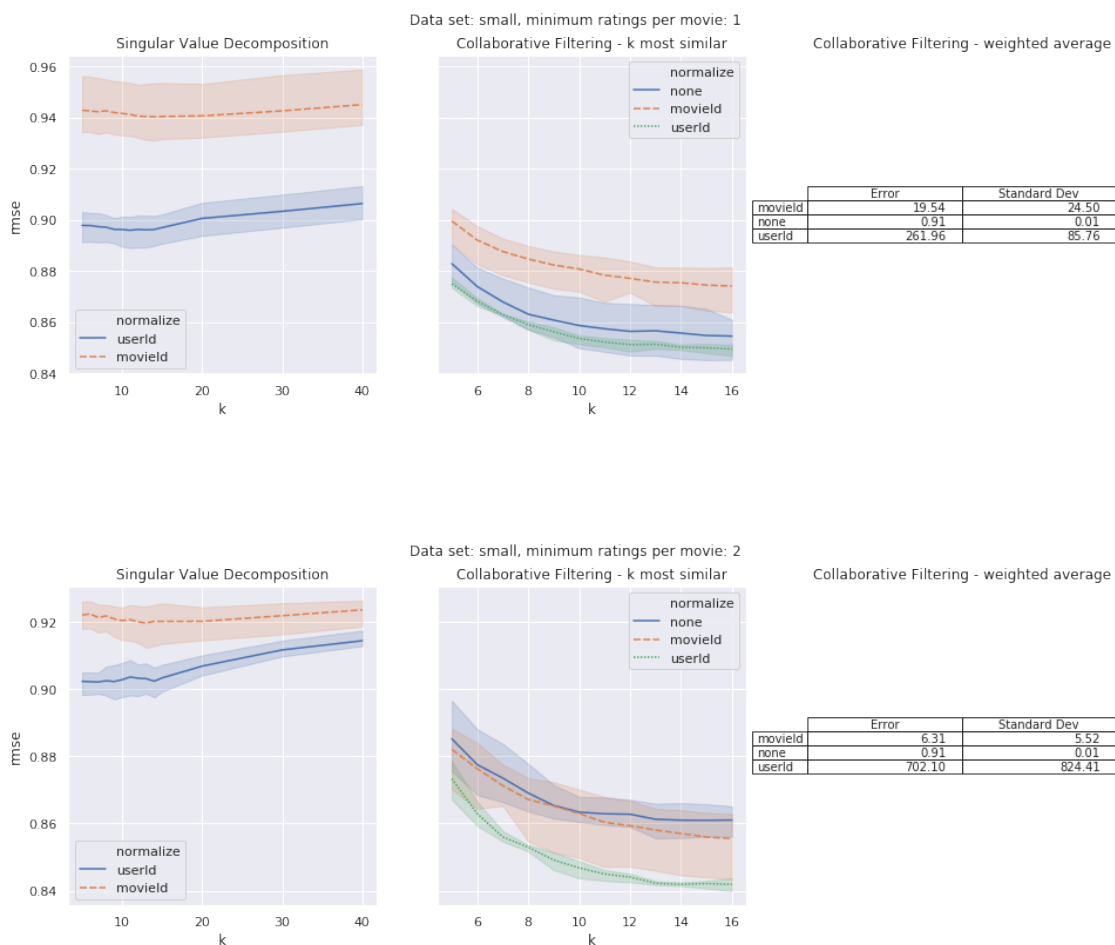 Data set: small, minimum ratings per movie: 1
Singular Value Decomposition
Collaborative Filtering - k most similar
Collaborative Filtering - weighted average
rmse
0.96
0.94
0.92
0.90
0.88
0.86
0.84
normalize
userId
movieId
10
20
30
40
k
normalize
none
movieId
userId
6
8
10
12
14
16
k
Error Standard Dev
movieId 19.54 24.50
none 0.91 0.01
userId 261.96 85.76
Data set: small, minimum ratings per movie: 2
Singular Value Decomposition
Collaborative Filtering - k most similar
Collaborative Filtering - weighted average
rmse
0.92
0.90
0.88
0.86
0.84
normalize
userId
movieId
10
20
30
40
k
normalize
none
movieId
userId
6
8
10
12
14
16
k
Error Standard Dev
movieId 6.31 5.52
none 0.91 0.01
userId 702.10 824.41